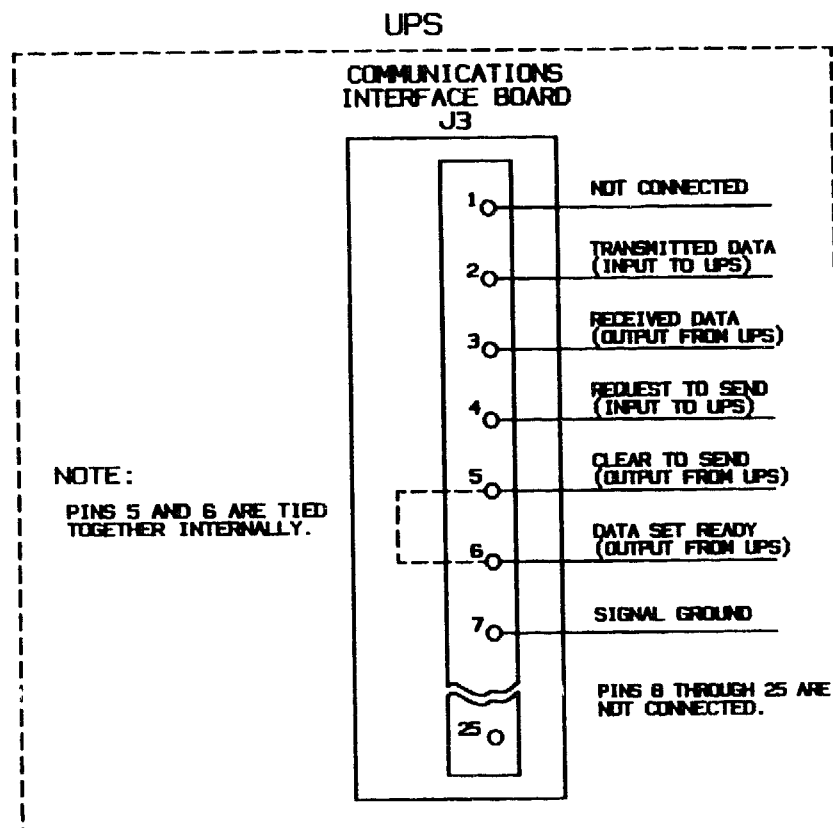 UPS
COMMUNICATIONS
INTERFACE BOARD
J3
1
NOT CONNECTED
2
TRANSMITTED DATA
(INPUT TO UPS)
3
RECEIVED DATA
(OUTPUT FROM UPS)
4
REQUEST TO SEND
(INPUT TO UPS)
5
CLEAR TO SEND
(OUTPUT FROM UPS)
6
DATA SET READY
(OUTPUT FROM UPS)
7
SIGNAL GROUND
25
PINS 8 THROUGH 25 ARE
NOT CONNECTED.
NOTE:
PINS 5 AND 6 ARE TIED
TOGETHER INTERNALLY.